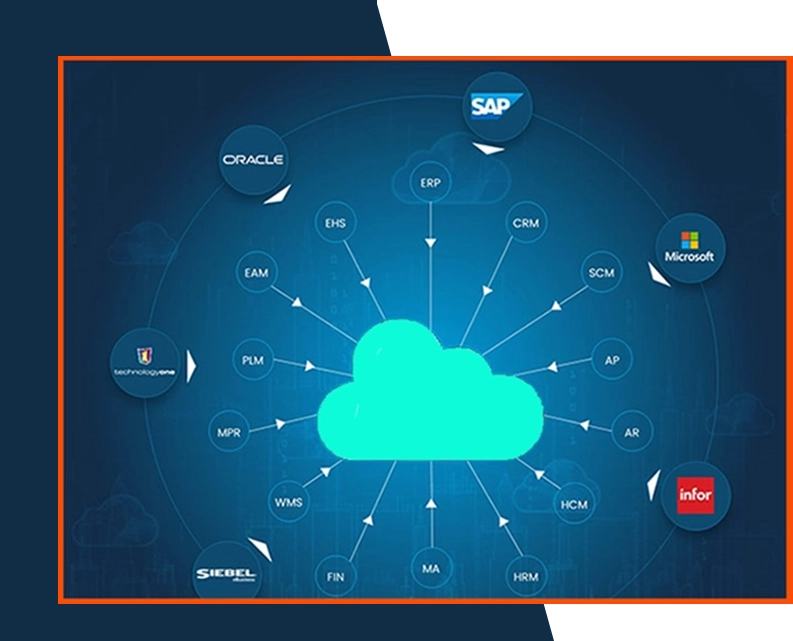 SAP
ORACLE
ERP
EHS
CRM
Microsoft
EAM
SCM
PLM
AP
technologyone
MPR
AR
infor
WMS
HCM
SIEBEL
eBusiness
FIN
MA
HRM